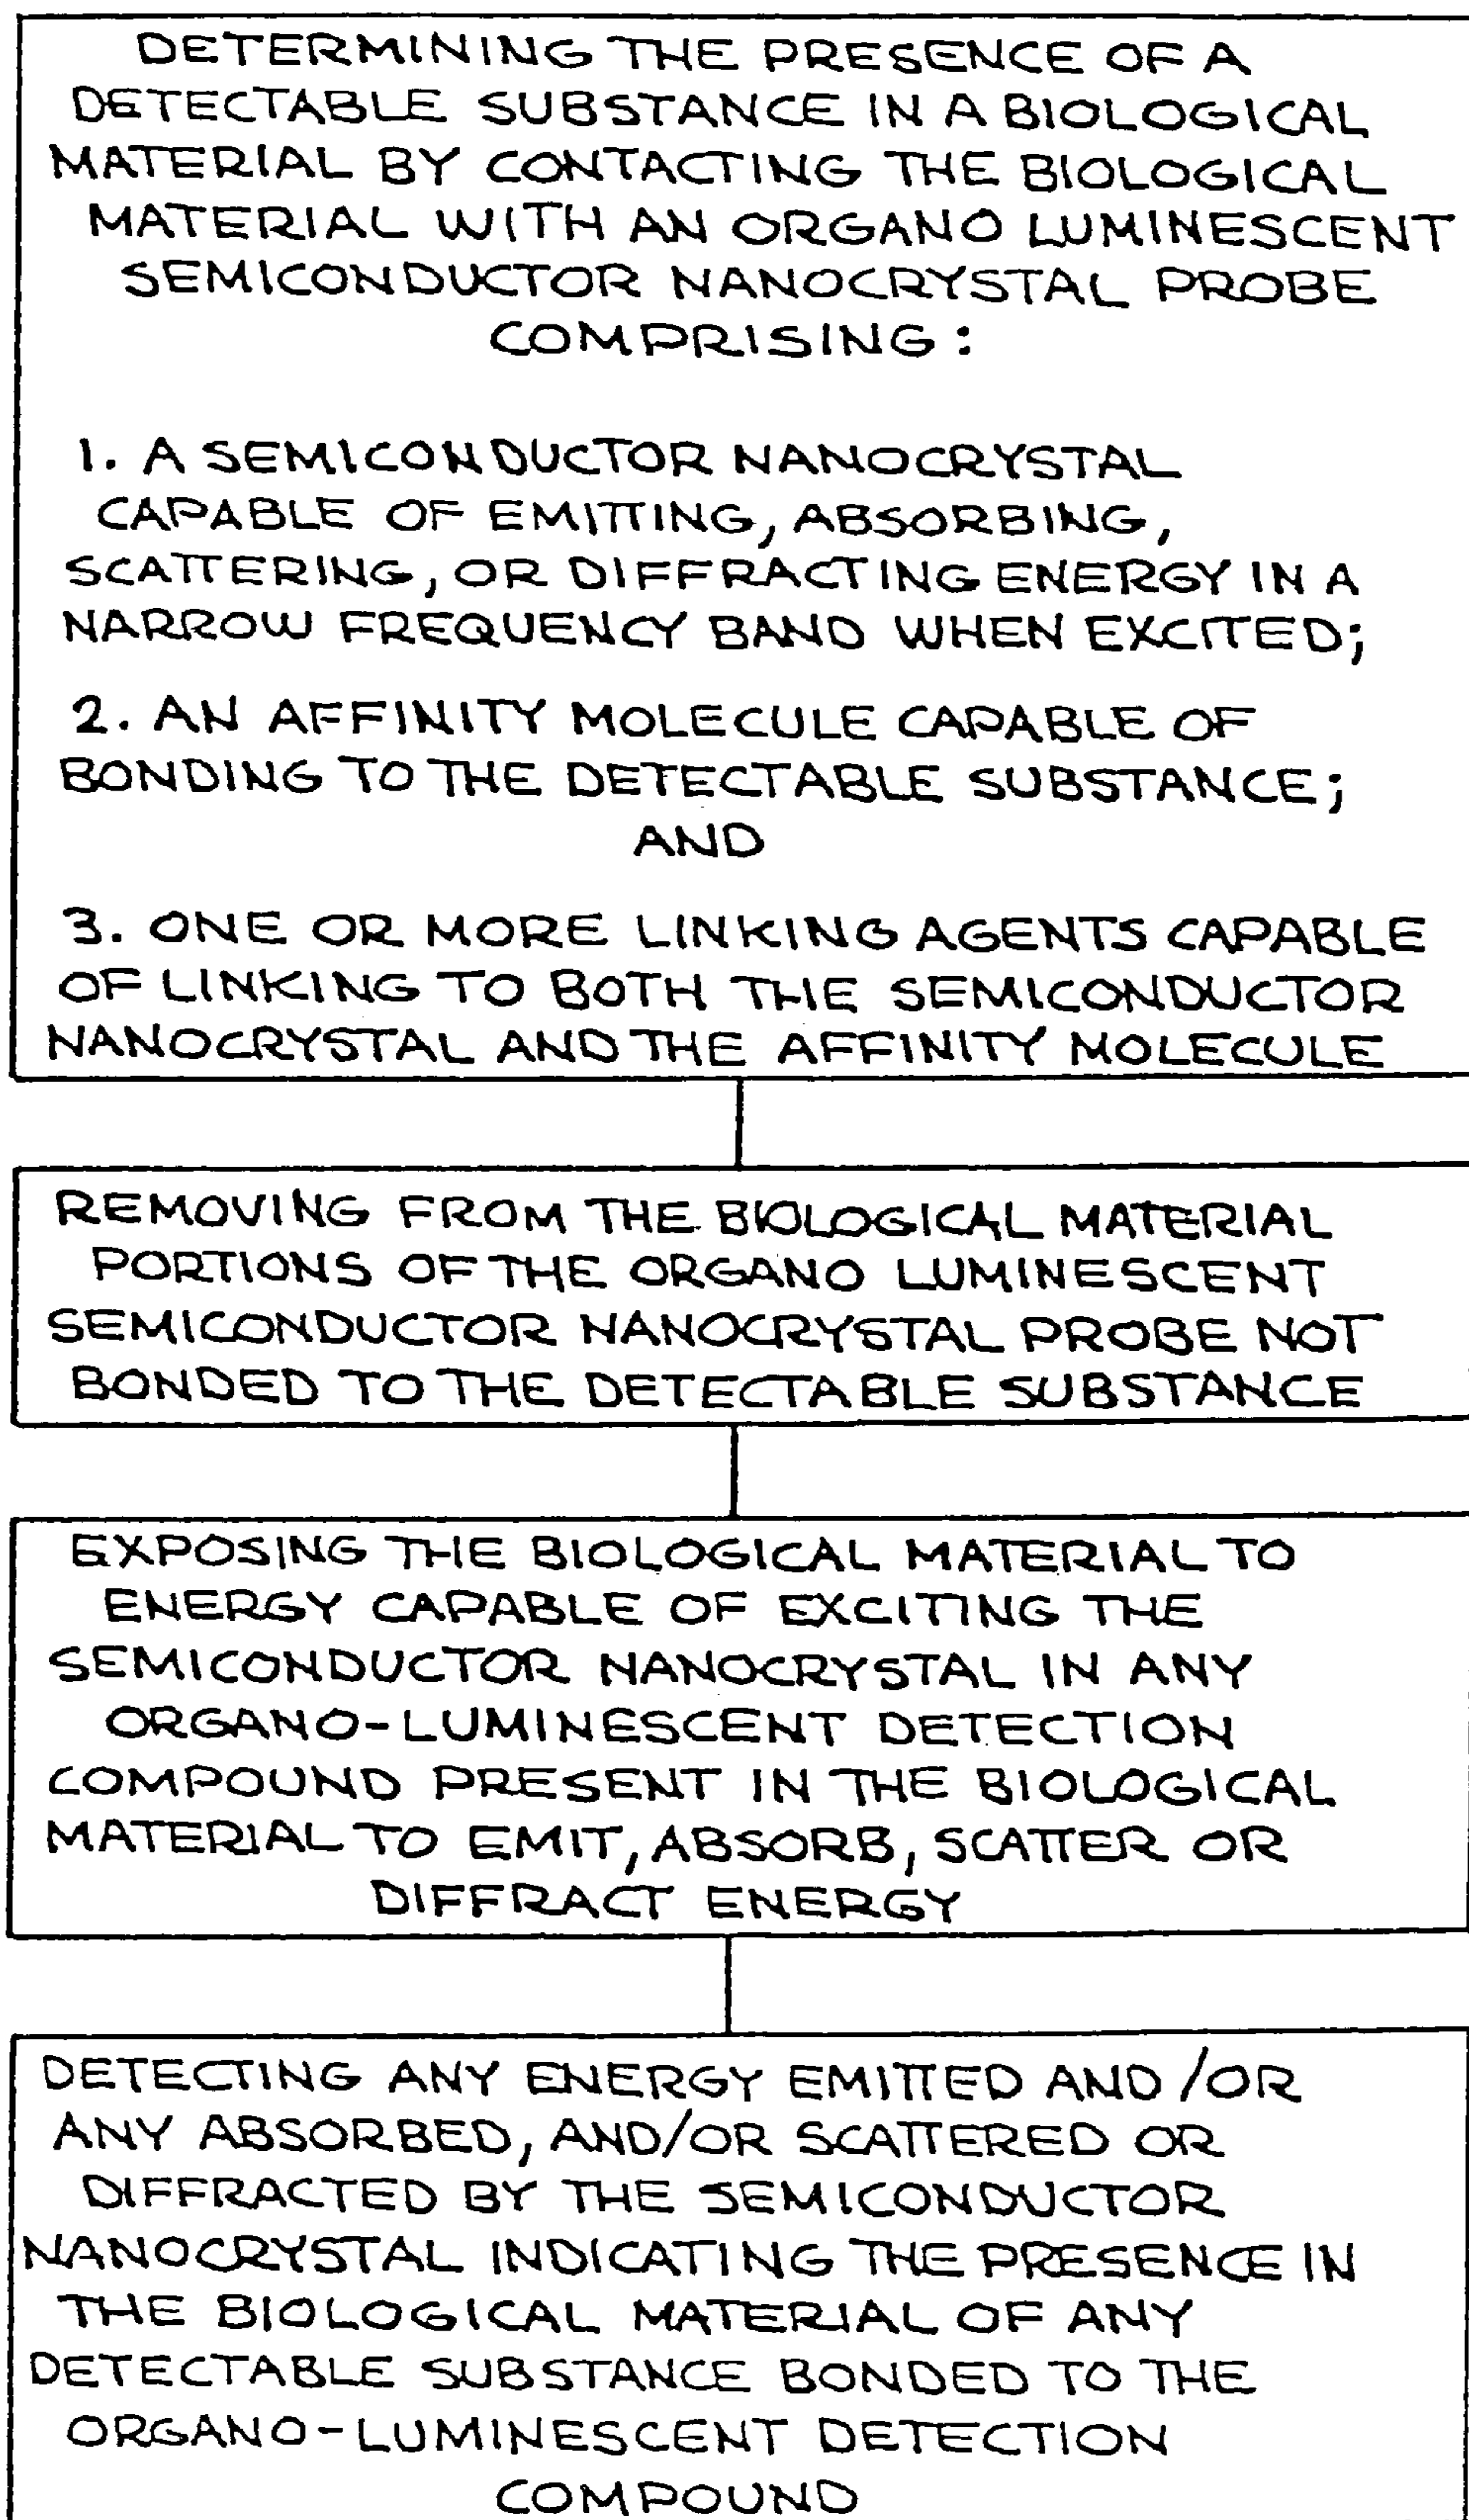 DETERMINING THE PRESENCE OF A
DETECTABLE SUBSTANCE IN A BIOLOGICAL
MATERIAL BY CONTACTING THE BIOLOGICAL
MATERIAL WITH AN ORGANO LUMINESCENT
SEMICONDUCTOR NANOCRYSTAL PROBE
COMPRISING:
1. A SEMICONDUCTOR NANOCRYSTAL
CAPABLE OF EMITTING, ABSORBING,
SCATTERING, OR DIFFRACTING ENERGY IN A
NARROW FREQUENCY BAND WHEN EXCITED;
2. AN AFFINITY MOLECULE CAPABLE OF
BONDING TO THE DETECTABLE SUBSTANCE;
AND
3. ONE OR MORE LINKING AGENTS CAPABLE
OF LINKING TO BOTH THE SEMICONDUCTOR
NANOCRYSTAL AND THE AFFINITY MOLECULE
REMOVING FROM THE BIOLOGICAL MATERIAL
PORTIONS OF THE ORGANO LUMINESCENT
SEMICONDUCTOR NANOCRYSTAL PROBE NOT
BONDED TO THE DETECTABLE SUBSTANCE
EXPOSING THE BIOLOGICAL MATERIAL TO
ENERGY CAPABLE OF EXCITING THE
SEMICONDUCTOR NANOCRYSTAL IN ANY
ORGANO-LUMINESCENT DETECTION
COMPOUND PRESENT IN THE BIOLOGICAL
MATERIAL TO EMIT, ABSORB, SCATTER OR
DIFFRACT ENERGY
DETECTING ANY ENERGY EMITTED AND/OR
ANY ABSORBED, AND/OR SCATTERED OR
DIFFRACTED BY THE SEMICONDUCTOR
NANOCRYSTAL INDICATING THE PRESENCE IN
THE BIOLOGICAL MATERIAL OF ANY
DETECTABLE SUBSTANCE BONDED TO THE
ORGANO-LUMINESCENT DETECTION
COMPOUND